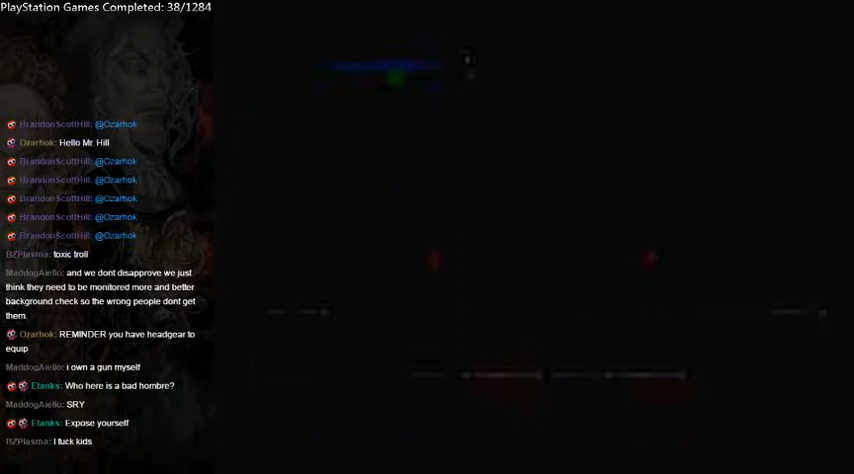 PlayStation Games Completed: 38/1284
BrandonScottHill: @Ozarhok
Ozarhok: Hello Mr. Hill
BrandonScottHill: @Ozarhok
BrandonScottHill: @Ozarhok
BrandonScottHill: @Ozarhok
BrandonScottHill: @Ozarhok
BrandonScottHill: @Ozarhok
BZPlasma: toxic troll
MaddogAiello: and we dont disapprove we just
think they need to be monitored more and better
background check so the wrong people dont get
them.
Ozarhok: REMINDER you have headgear to
equip
MaddogAiello: i own a gun myself
Etanks: Who here is a bad hombre?
MaddogAiello: SRY
Etanks: Expose yourself
BZPlasma: I fuck kids